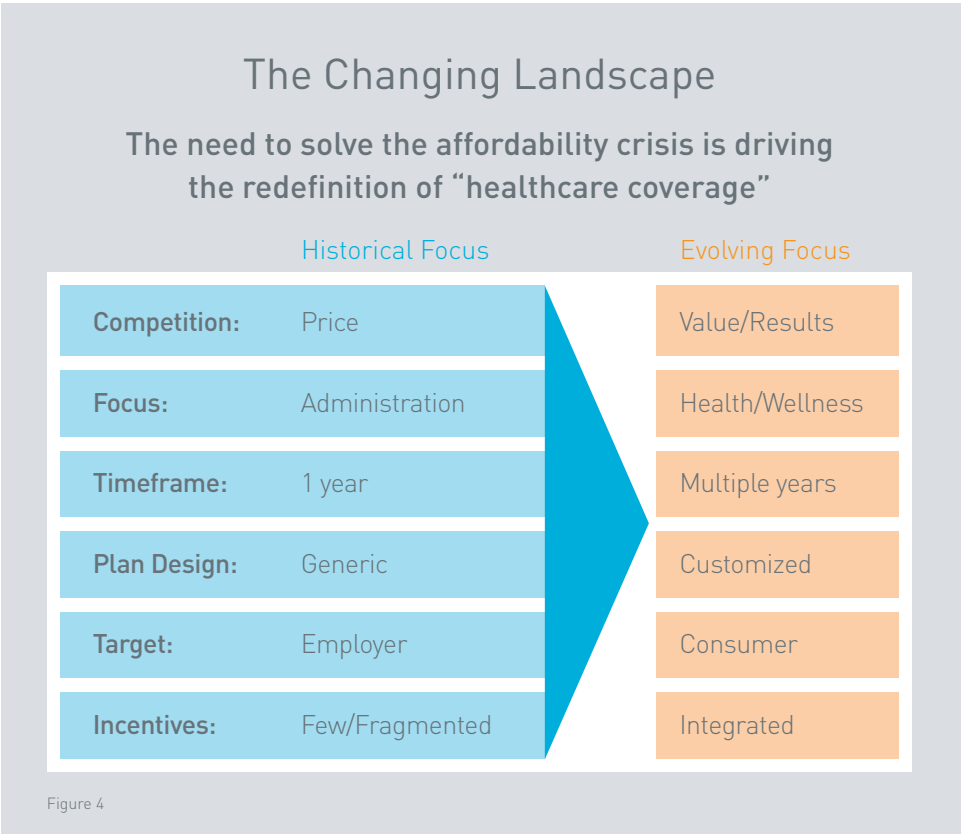 The Changing Landscape
The need to solve the affordability crisis is driving
the redefinition of “healthcare coverage”
Historical Focus Evolving Focus
Competition: Price Value/Results
Focus: Administration Health/Wellness
Timeframe: 1 year Multiple years
Plan Design: Generic Customized
Target: Employer Consumer
Incentives: Few/Fragmented Integrated
Figure 4